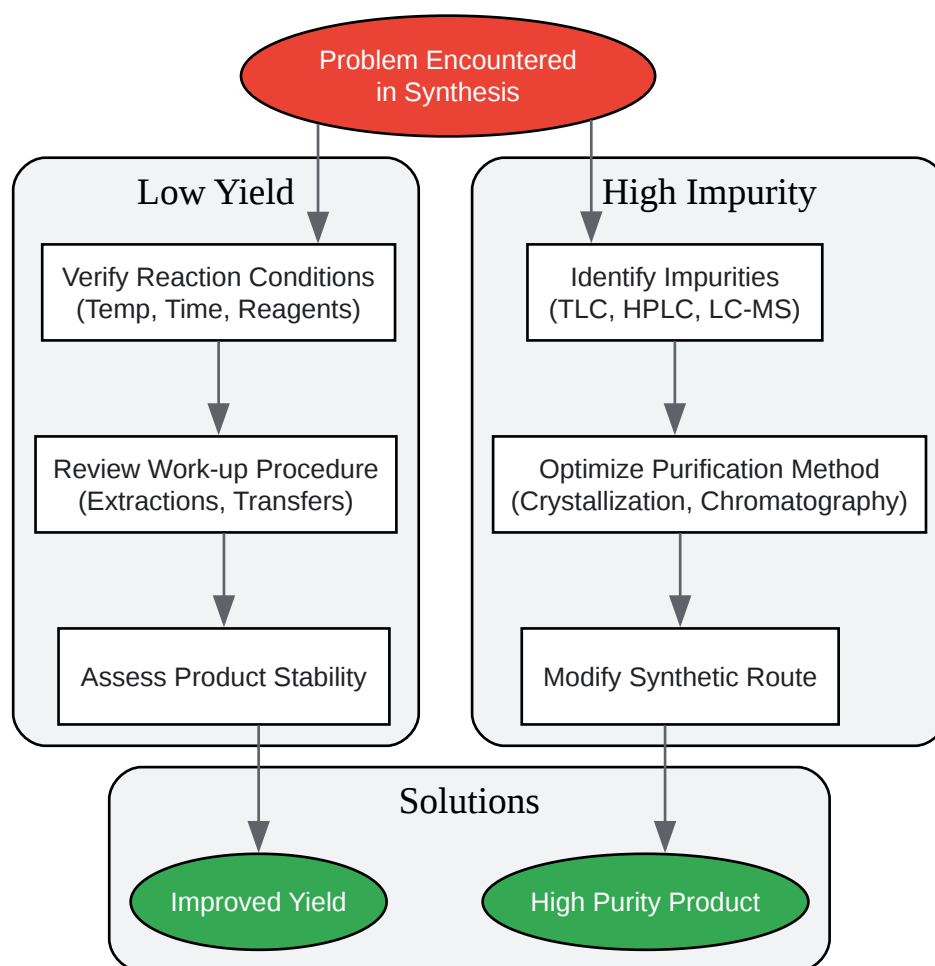 Problem Encountered
in Synthesis
Low Yield
Verify Reaction Conditions
(Temp, Time, Reagents)
Review Work-up Procedure
(Extractions, Transfers)
Assess Product Stability
High Impurity
Identify Impurities
(TLC, HPLC, LC-MS)
Optimize Purification Method
(Crystallization, Chromatography)
Modify Synthetic Route
Solutions
Improved Yield
High Purity Product